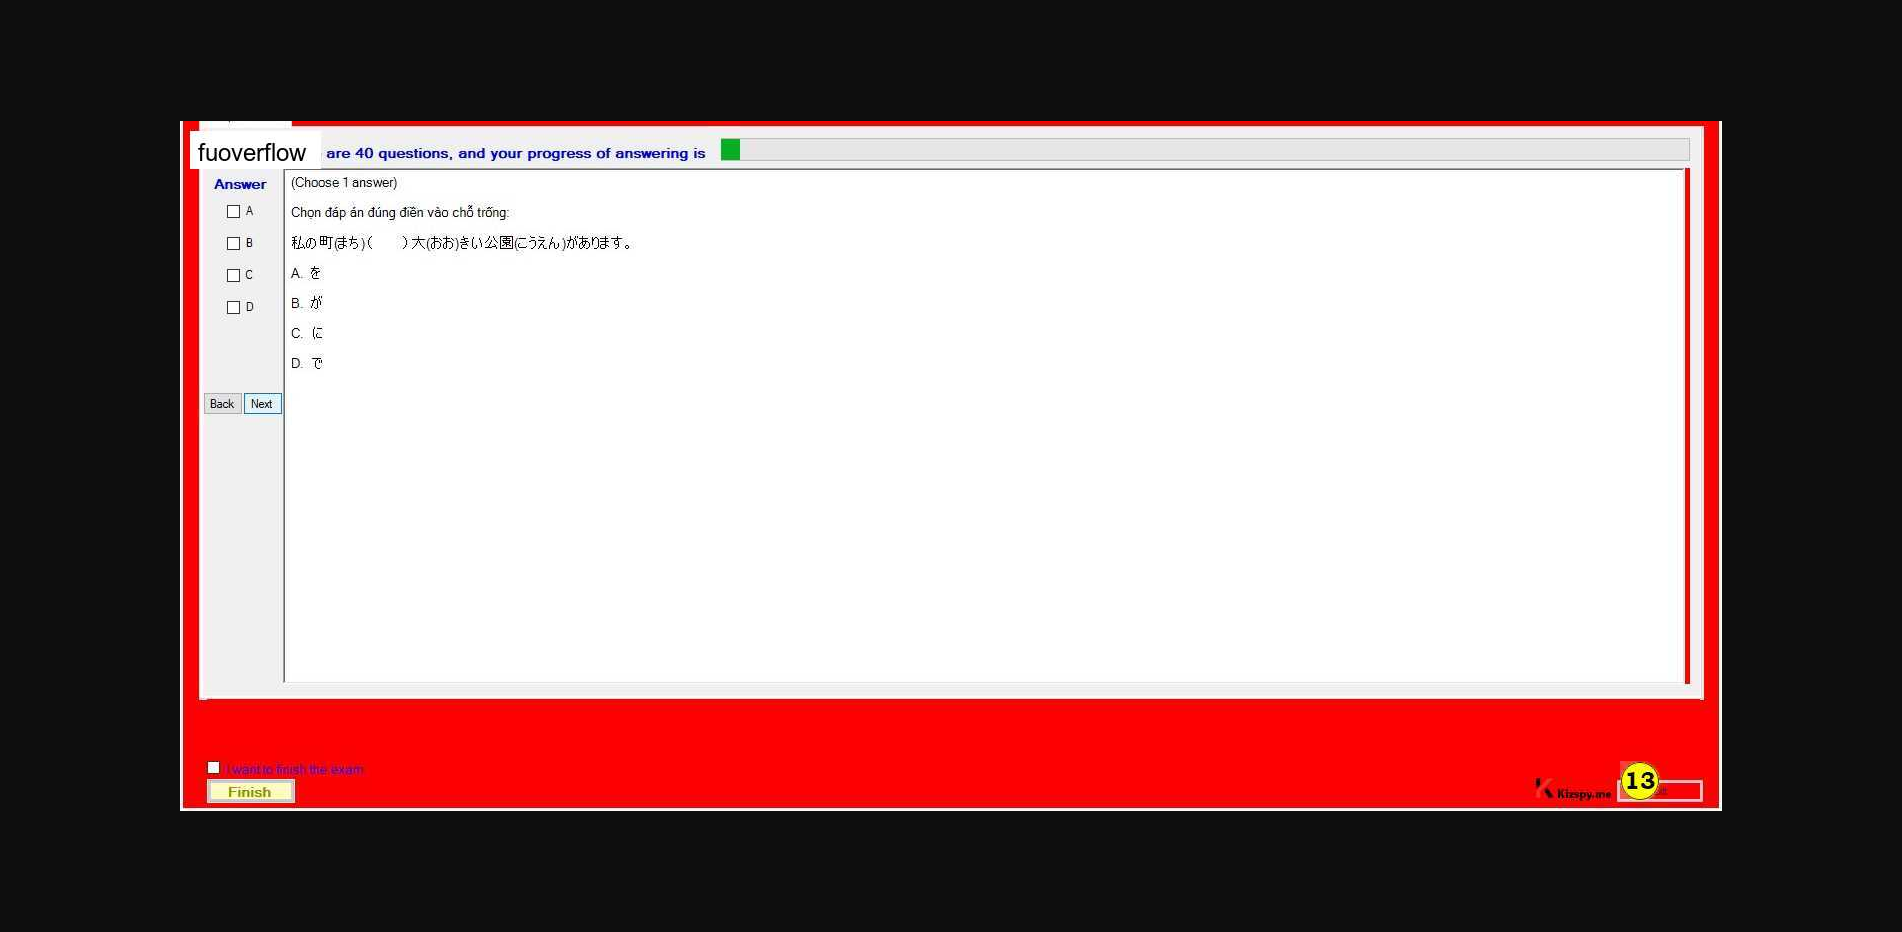 fuoverflow are 40 questions, and your progress of answering is
Answer
A
B
C
D
Back Next
(Choose 1 answer)
Chọn đáp án đúng điền vào chỗ trống:
私の町(まち)(　　)大(おお)きい公園(こうえん)があります。
A. を
B. が
C. に
D. で
I want to finish the exam
Finish
Kizspy.me
13